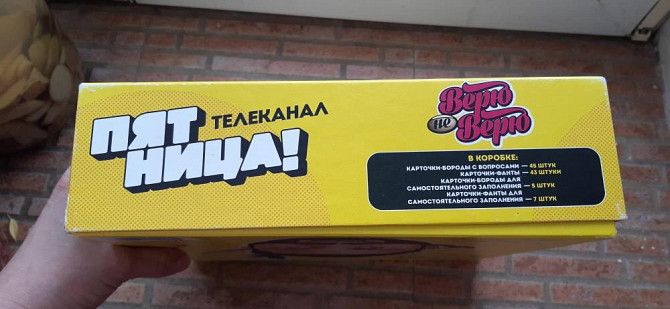 ПЯТ
НИЦА!
ТЕЛЕКАНАЛ
Верю
не
Верю
В КОРОБКЕ:
КАРТОЧКИ-БОРОДЫ С ВОПРОСАМИ — 45 ШТУК
КАРТОЧКИ-ФАНТЫ — 43 ШТУКИ
КАРТОЧКИ-БОРОДЫ ДЛЯ
САМОСТОЯТЕЛЬНОГО ЗАПОЛНЕНИЯ — 5 ШТУК
КАРТОЧКИ-ФАНТЫ ДЛЯ
САМОСТОЯТЕЛЬНОГО ЗАПОЛНЕНИЯ — 7 ШТУК